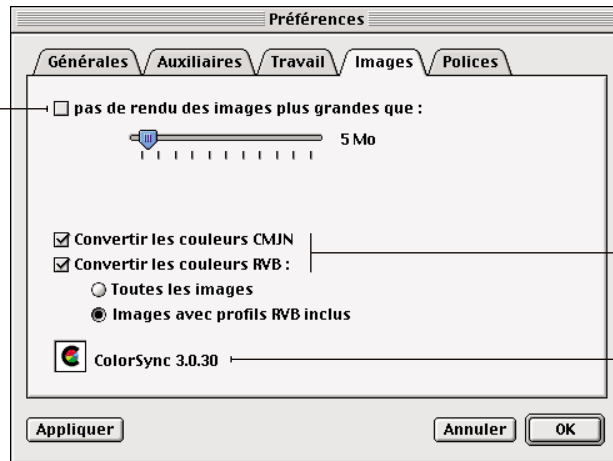 Préférences
Générales Auxiliaires Travail Images Polices
pas de rendu des images plus grandes que :
5 Mo
Convertir les couleurs CMJN
Convertir les couleurs RVB :
Toutes les images
Images avec profils RVB inclus
ColorSync 3.0.30
Appliquer Annuler OK